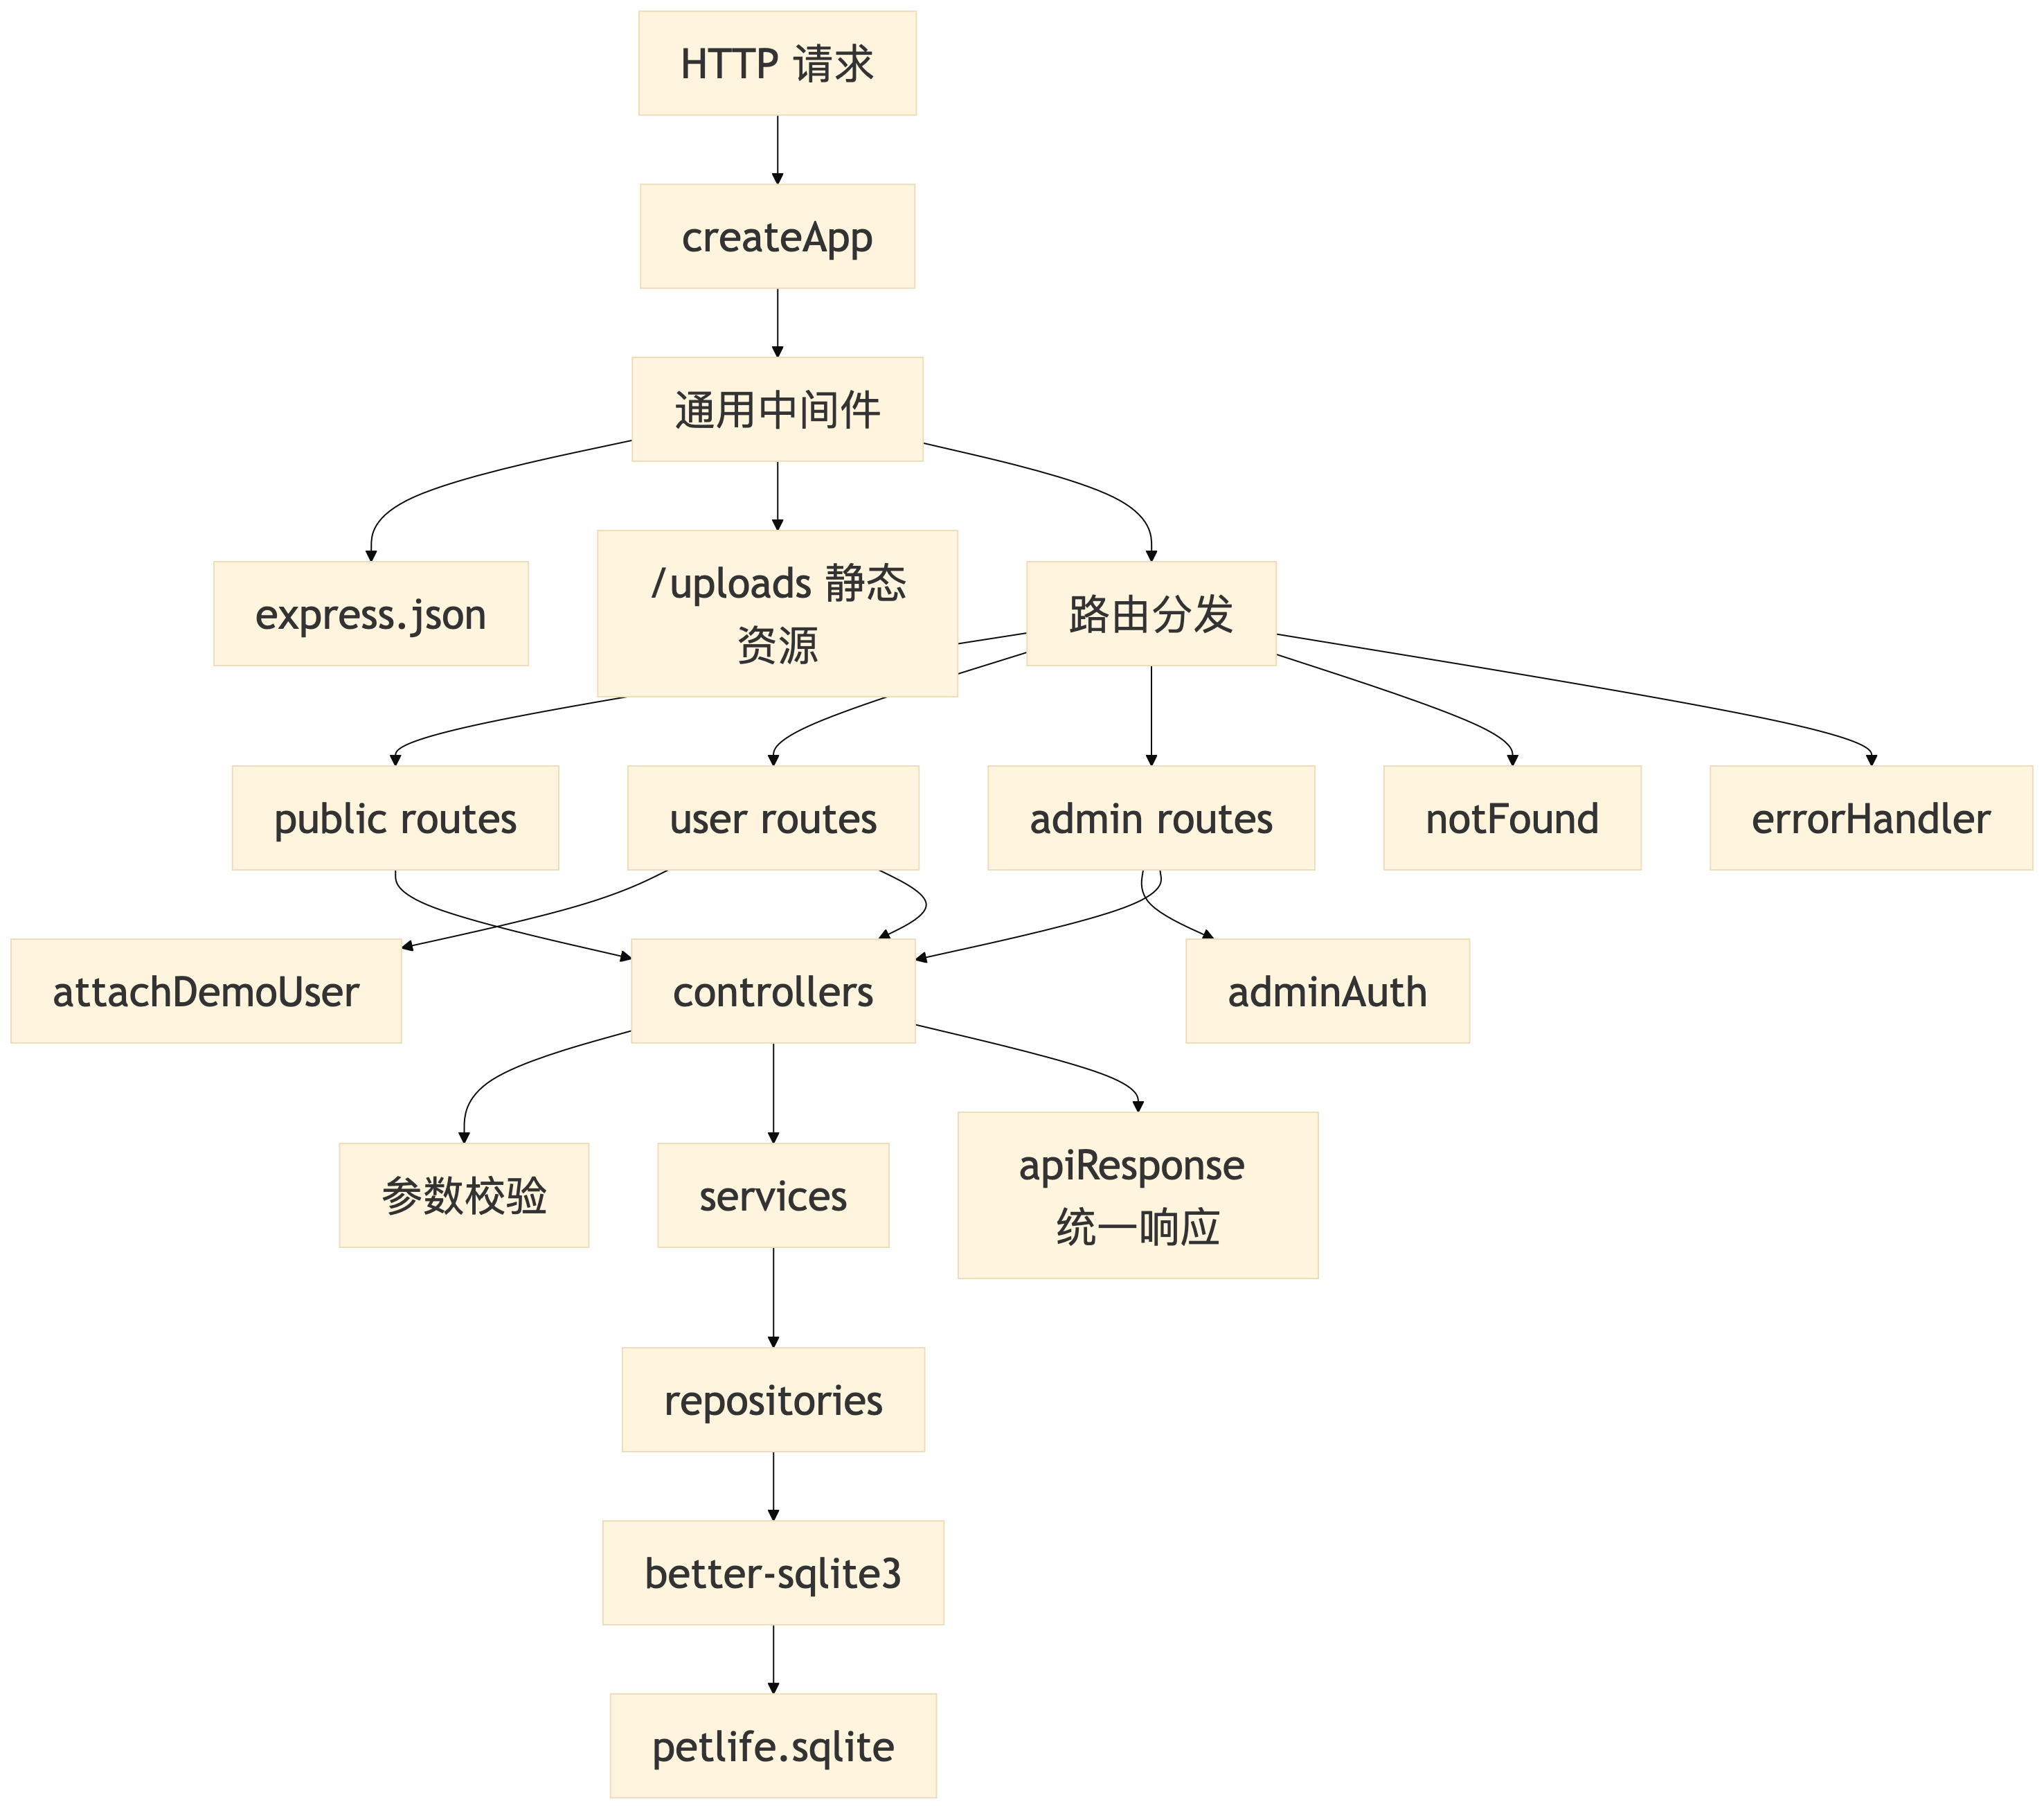 HTTP 请求
createApp
通用中间件
express.json
/uploads 静态
资源
路由分发
public routes
user routes
admin routes
notFound
errorHandler
attachDemoUser
controllers
adminAuth
参数校验
services
apiResponse
统一响应
repositories
better-sqlite3
petlife.sqlite